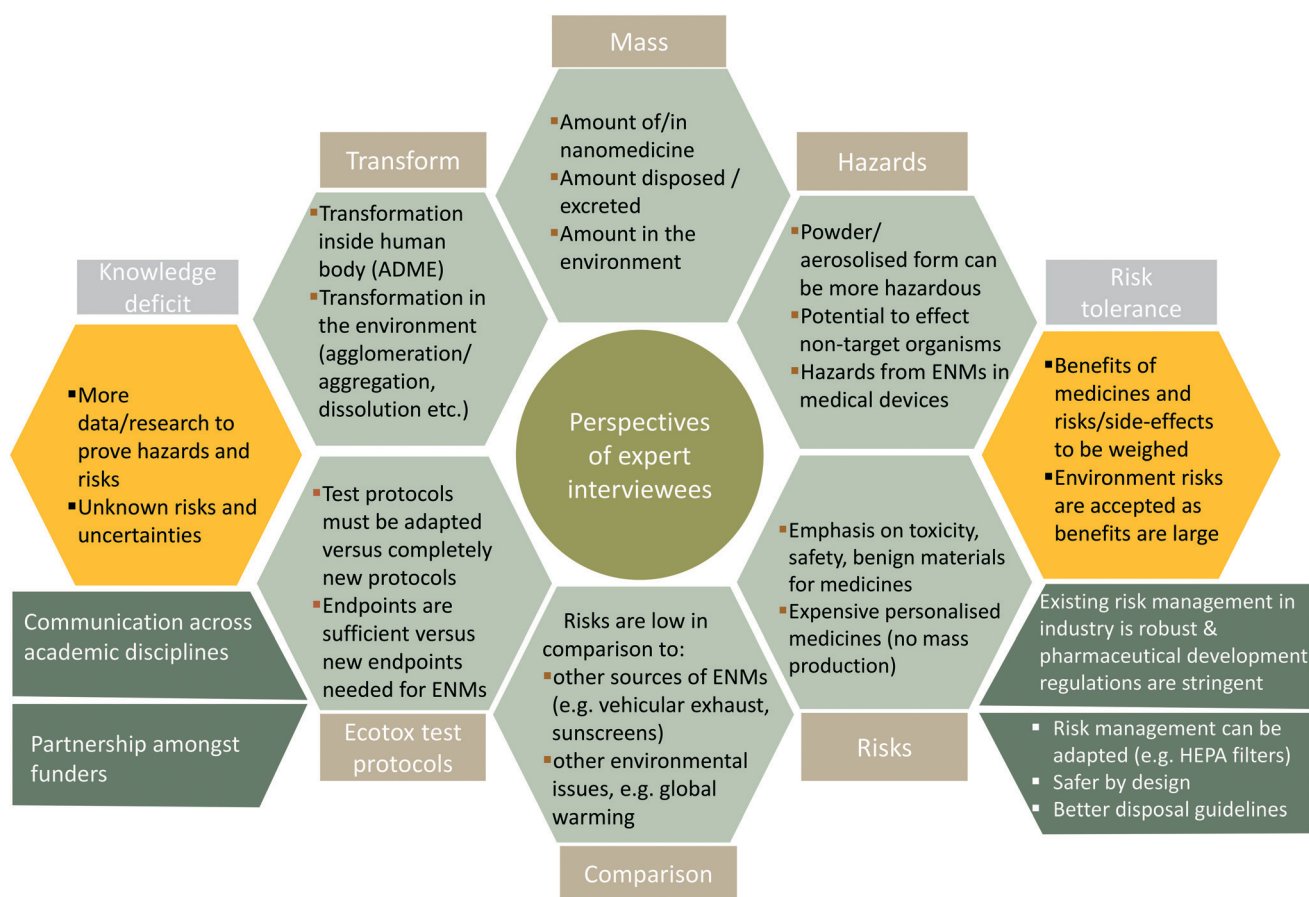 Mass
▪Amount of/in
nanomedicine
▪Amount disposed /
excreted
▪Amount in the
environment
Transform
▪Transformation
inside human
body (ADME)
▪Transformation in
the environment
(agglomeration/
aggregation,
dissolution etc.)
Hazards
▪Powder/
aerosolised form can
be more hazardous
▪Potential to effect
non-target organisms
▪Hazards from ENMs in
medical devices
Knowledge
deficit
▪More
data/research to
prove hazards and
risks
▪Unknown risks and
uncertainties
Perspectives
of expert
interviewees
Risk
tolerance
▪Benefits of
medicines and
risks/side-effects
to be weighed
▪Environment risks
are accepted as
benefits are large
▪Test protocols
must be adapted
versus completely
new protocols
▪Endpoints are
sufficient versus
new endpoints
needed for ENMs
Ecotox test
protocols
Risks are low in
comparison to:
▪other sources of ENMs
(e.g. vehicular exhaust,
sunscreens)
▪other environmental
issues, e.g. global
warming
Comparison
▪Emphasis on toxicity,
safety, benign materials
for medicines
▪Expensive personalised
medicines (no mass
production)
Risks
Communication across
academic disciplines
Partnership amongst
funders
Existing risk management in
industry is robust &
pharmaceutical development
regulations are stringent
▪ Risk management can be
adapted (e.g. HEPA filters)
▪ Safer by design
▪ Better disposal guidelines